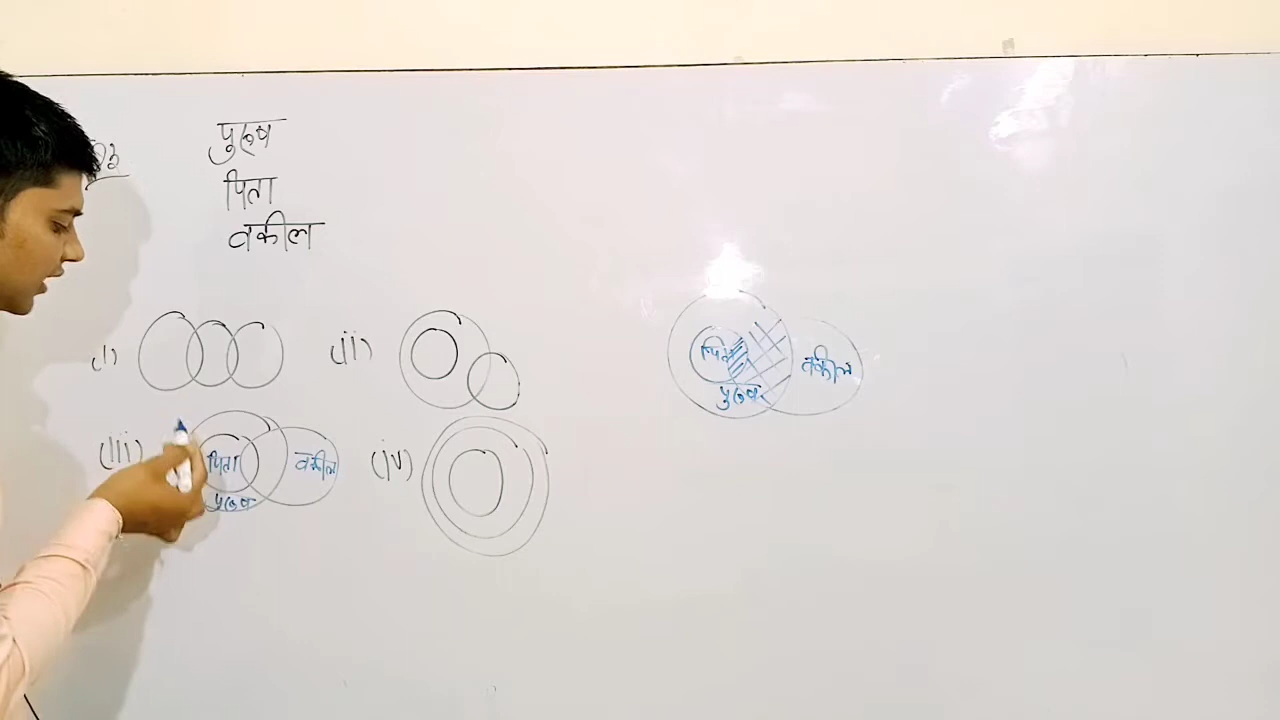 पुरुष
पिता
वकील
(i)
(ii)
(iii)
पिता
वकील
पुरुष
(iv)
पिता
वकील
पुरुष